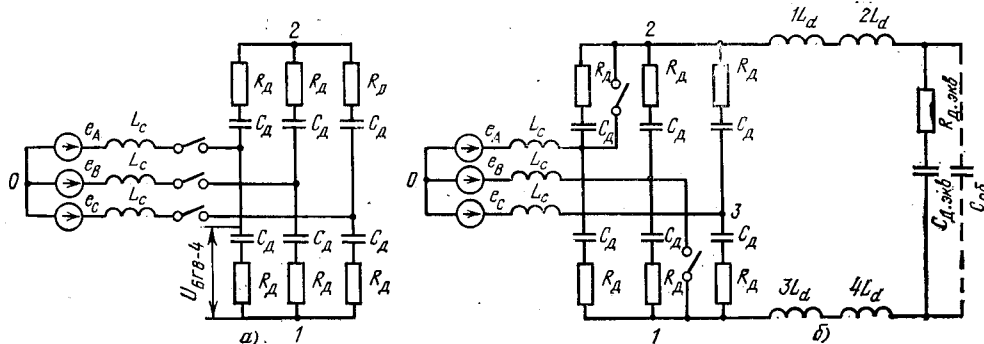 2
R_Д R_Д R_Д
C_Д C_Д C_Д
e_A L_c
0 e_B L_c
e_C L_c
U_БГВ-4
C_Д C_Д C_Д
R_Д R_Д
1
а)
1L_d 2L_d
2
R_Д R_Д R_Д
C_Д C_Д C_Д
e_A L_c
0 e_B L_c
e_C L_c
3
R_Д.экв
C_Д.экв
C_об
C_Д C_Д C_Д
R_Д R_Д R_Д
3L_d 4L_d
1
б)